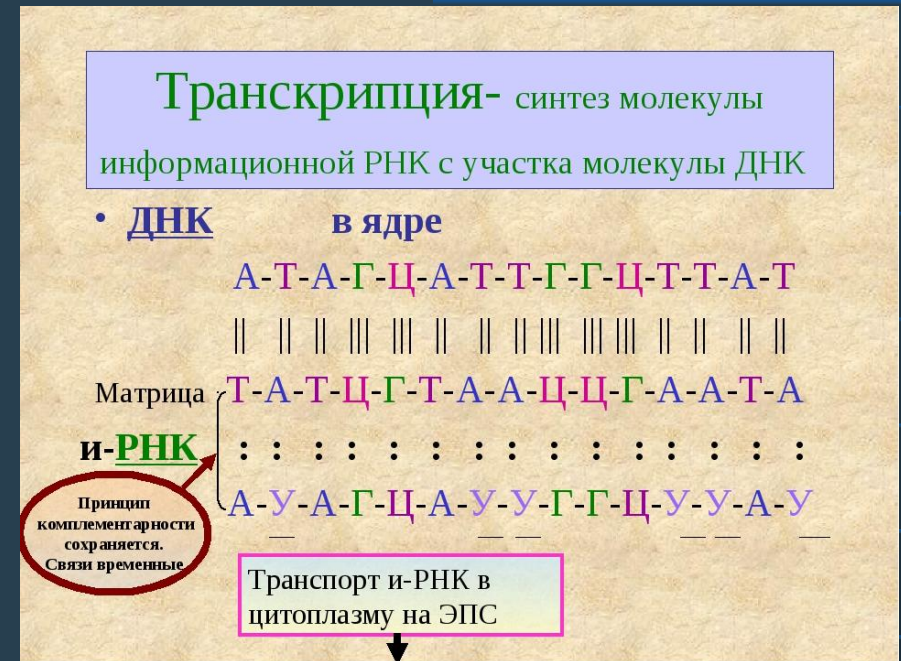 Транскрипция- синтез молекулы
информационной РНК с участка молекулы ДНК
• ДНК в ядре
А-Т-А-Г-Ц-А-Т-Т-Г-Г-Ц-Т-Т-А-Т
Матрица Т-А-Т-Ц-Г-Т-А-А-Ц-Ц-Г-А-А-Т-А
и-РНК : : : : : : : : : : : : : : :
А-У-А-Г-Ц-А-У-У-Г-Г-Ц-У-У-А-У
Принцип
комплементарности
сохраняется.
Связи временные
Транспорт и-РНК в
цитоплазму на ЭПС